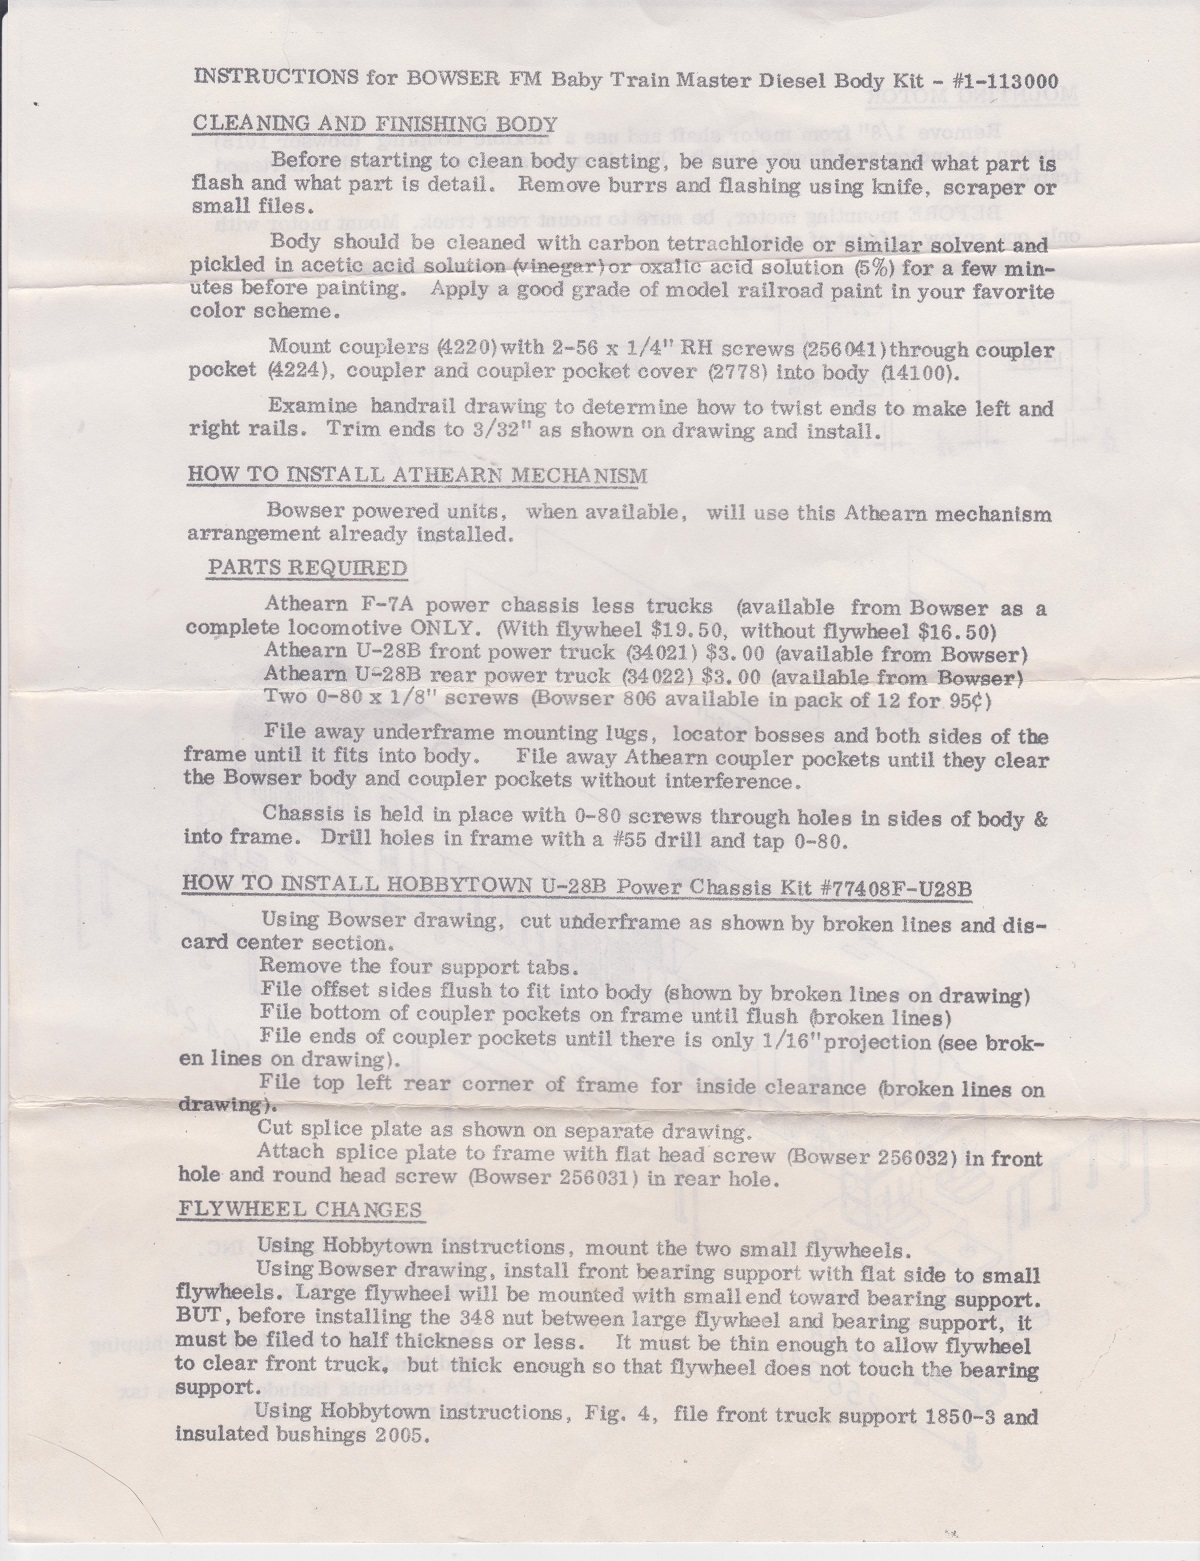 INSTRUCTIONS for BOWSER FM Baby Train Master Diesel Body Kit - #1-113000
CLEANING AND FINISHING BODY
Before starting to clean body casting, be sure you understand what part is
flash and what part is detail. Remove burrs and flashing using knife, scraper or
small files.
Body should be cleaned with carbon tetrachloride or similar solvent and
pickled in acetic acid solution (vinegar) or oxalic acid solution (5%) for a few min-
utes before painting. Apply a good grade of model railroad paint in your favorite
color scheme.
Mount couplers (4220) with 2-56 x 1/4" RH screws (256041) through coupler
pocket (4224), coupler and coupler pocket cover (2778) into body (14100).
Examine handrail drawing to determine how to twist ends to make left and
right rails. Trim ends to 3/32" as shown on drawing and install.
HOW TO INSTALL ATHEARN MECHANISM
Bowser powered units, when available, will use this Athearn mechanism
arrangement already installed.
PARTS REQUIRED
Athearn F-7A power chassis less trucks (available from Bowser as a
complete locomotive ONLY. (With flywheel $19.50, without flywheel $16.50)
Athearn U-28B front power truck (34021) $3.00 (available from Bowser)
Athearn U-28B rear power truck (34022) $3.00 (available from Bowser)
Two 0-80 x 1/8" screws (Bowser 806 available in pack of 12 for 95¢)
File away underframe mounting lugs, locator bosses and both sides of the
frame until it fits into body. File away Athearn coupler pockets until they clear
the Bowser body and coupler pockets without interference.
Chassis is held in place with 0-80 screws through holes in sides of body &
into frame. Drill holes in frame with a #55 drill and tap 0-80.
HOW TO INSTALL HOBBYTOWN U-28B Power Chassis Kit #77408F-U28B
Using Bowser drawing, cut underframe as shown by broken lines and dis-
card center section.
Remove the four support tabs.
File offset sides flush to fit into body (shown by broken lines on drawing)
File bottom of coupler pockets on frame until flush (broken lines)
File ends of coupler pockets until there is only 1/16" projection (see brok-
en lines on drawing).
File top left rear corner of frame for inside clearance (broken lines on
drawing).
Cut splice plate as shown on separate drawing.
Attach splice plate to frame with flat head screw (Bowser 256032) in front
hole and round head screw (Bowser 256031) in rear hole.
FLYWHEEL CHANGES
Using Hobbytown instructions, mount the two small flywheels.
Using Bowser drawing, install front bearing support with flat side to small
flywheels. Large flywheel will be mounted with small end toward bearing support.
BUT, before installing the 348 nut between large flywheel and bearing support, it
must be filed to half thickness or less. It must be thin enough to allow flywheel
to clear front truck, but thick enough so that flywheel does not touch the bearing
support.
Using Hobbytown instructions, Fig. 4, file front truck support 1850-3 and
insulated bushings 2005.